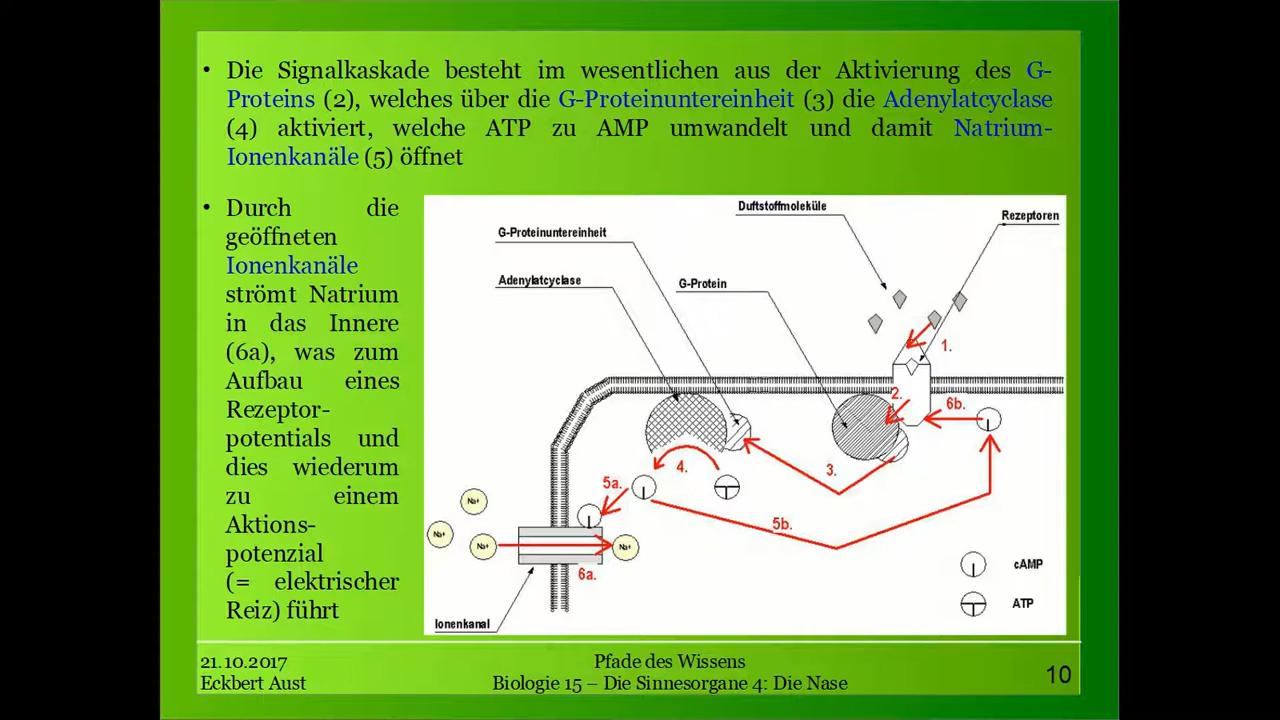 • Die Signalkaskade besteht im wesentlichen aus der Aktivierung des G-
Proteins (2), welches über die G-Proteinuntereinheit (3) die Adenylatcyclase
(4) aktiviert, welche ATP zu AMP umwandelt und damit Natrium-
Ionenkanäle (5) öffnet
• Durch die
geöffneten
Ionenkanäle
strömt Natrium
in das Innere
(6a), was zum
Aufbau eines
Rezeptor-
potentials und
dies wiederum
zu einem
Aktions-
potenzial
(= elektrischer
Reiz) führt
Duftstoffmoleküle
Rezeptoren
G-Proteinuntereinheit
Adenylatcyclase
G-Protein
1.
2.
6b.
3.
4.
5a.
5b.
Na+
Na+
Na+
Na+
6a.
cAMP
ATP
Ionenkanal
21.10.2017
Eckbert Aust
Pfade des Wissens
Biologie 15 – Die Sinnesorgane 4: Die Nase
10